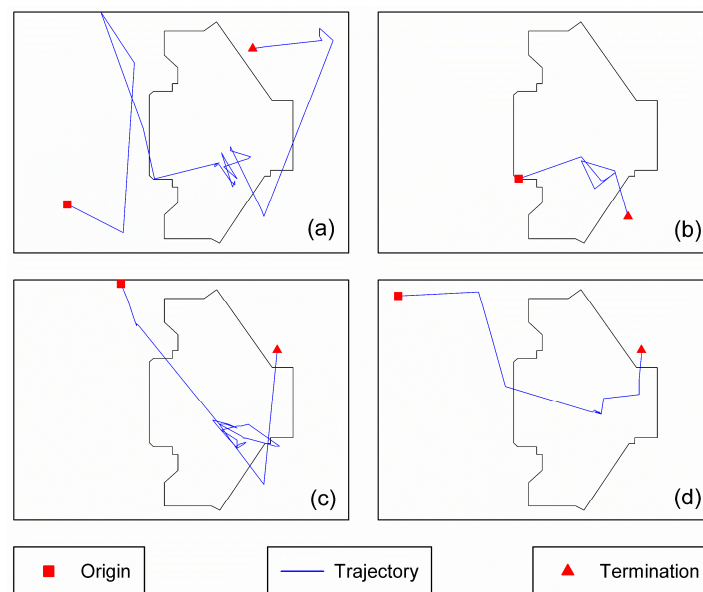 (a)
(b)
(c)
(d)
Origin
Trajectory
Termination